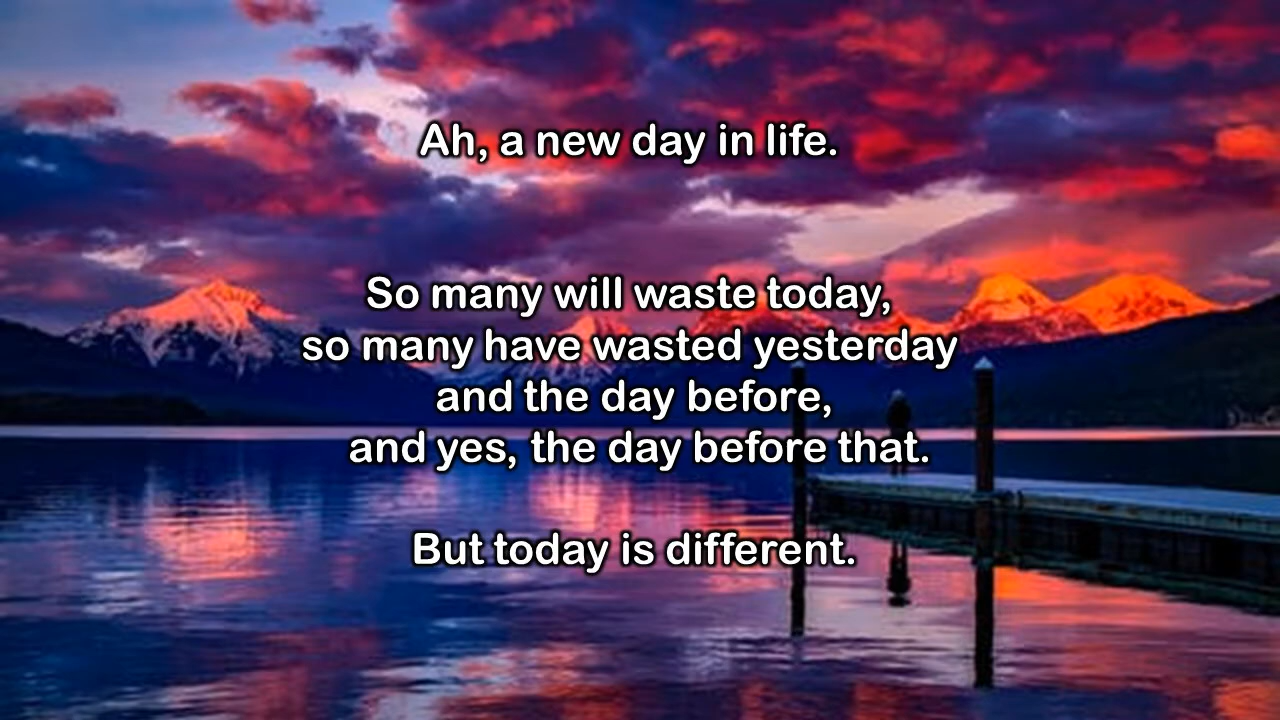 Ah, a new day in life.
So many will waste today,
so many have wasted yesterday
and the day before,
and yes, the day before that.
But today is different.